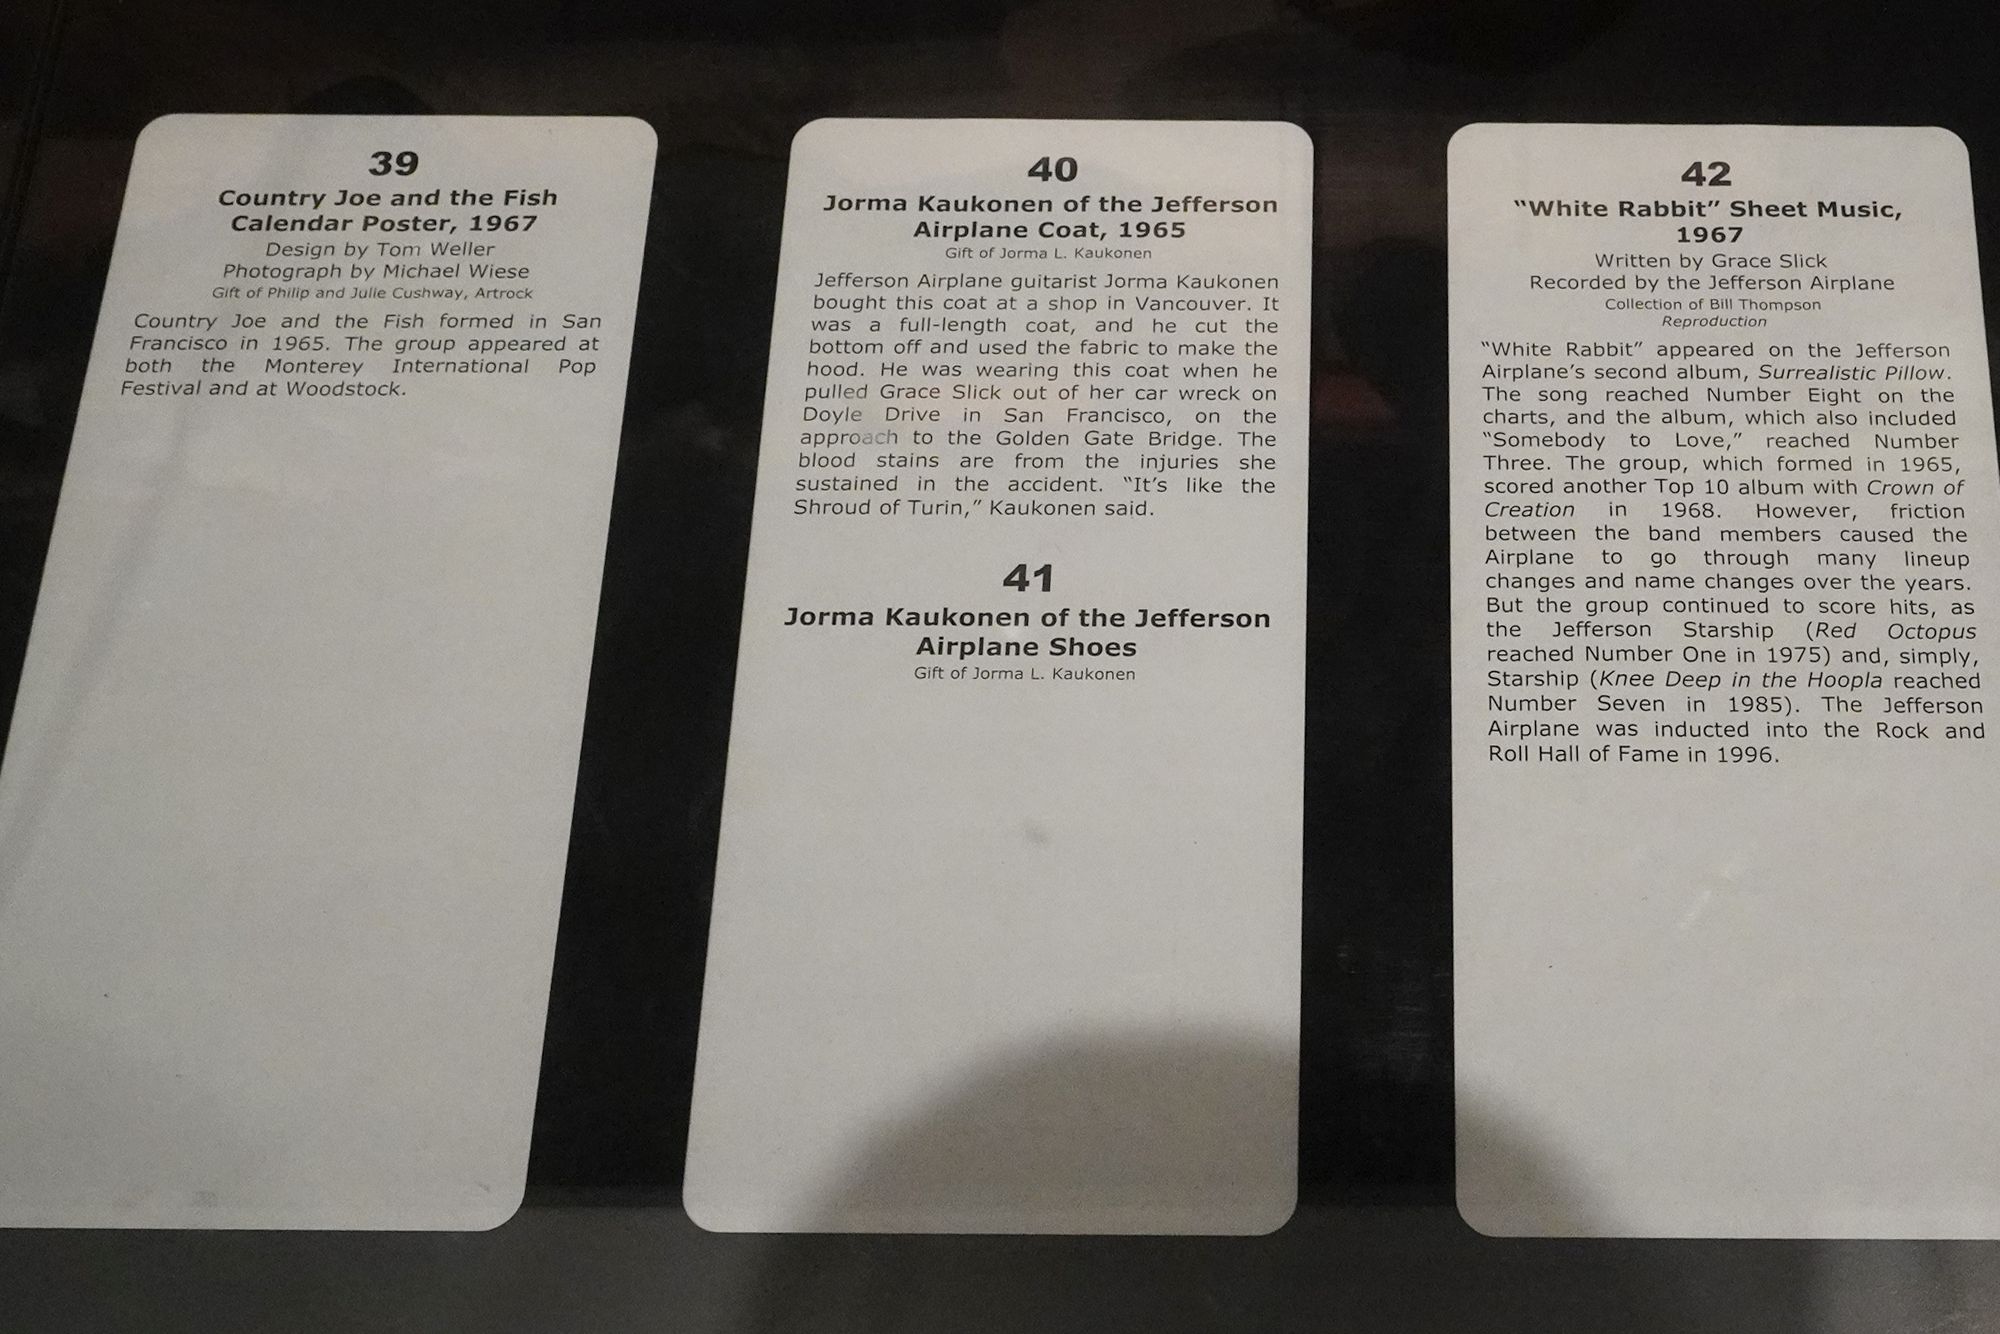 39
Country Joe and the Fish
Calendar Poster, 1967
Design by Tom Weller
Photograph by Michael Wiese
Gift of Philip and Julie Cushway, Artrock
Country Joe and the Fish formed in San
Francisco in 1965. The group appeared at
both the Monterey International Pop
Festival and at Woodstock.
40
Jorma Kaukonen of the Jefferson
Airplane Coat, 1965
Gift of Jorma L. Kaukonen
Jefferson Airplane guitarist Jorma Kaukonen
bought this coat at a shop in Vancouver. It
was a full-length coat, and he cut the
bottom off and used the fabric to make the
hood. He was wearing this coat when he
pulled Grace Slick out of her car wreck on
Doyle Drive in San Francisco, on the
approach to the Golden Gate Bridge. The
blood stains are from the injuries she
sustained in the accident. “It’s like the
Shroud of Turin,” Kaukonen said.
41
Jorma Kaukonen of the Jefferson
Airplane Shoes
Gift of Jorma L. Kaukonen
42
“White Rabbit” Sheet Music,
1967
Written by Grace Slick
Recorded by the Jefferson Airplane
Collection of Bill Thompson
Reproduction
“White Rabbit” appeared on the Jefferson
Airplane’s second album, Surrealistic Pillow.
The song reached Number Eight on the
charts, and the album, which also included
“Somebody to Love,” reached Number
Three. The group, which formed in 1965,
scored another Top 10 album with Crown of
Creation in 1968. However, friction
between the band members caused the
Airplane to go through many lineup
changes and name changes over the years.
But the group continued to score hits, as
the Jefferson Starship (Red Octopus
reached Number One in 1975) and, simply,
Starship (Knee Deep in the Hoopla reached
Number Seven in 1985). The Jefferson
Airplane was inducted into the Rock and
Roll Hall of Fame in 1996.